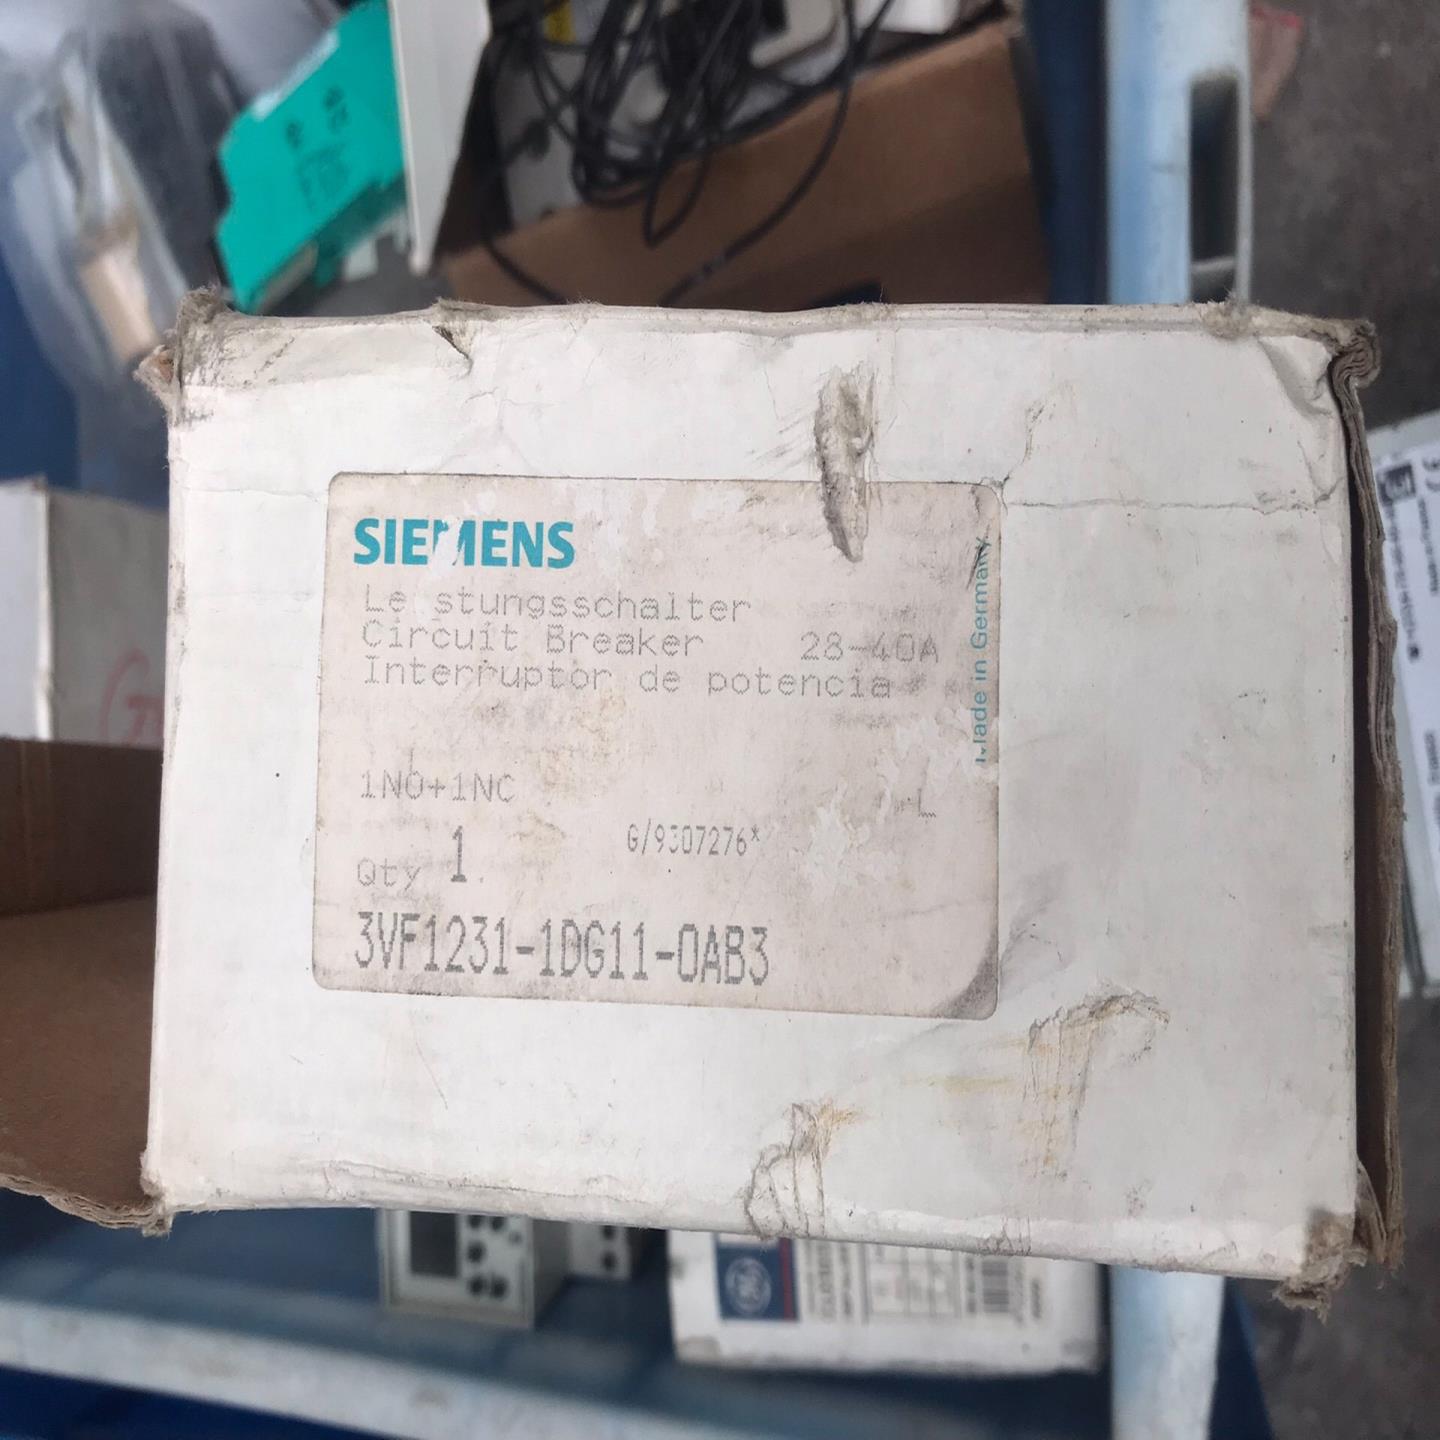 SIEMENS
Le stungsschalter
Circuit Breaker 28-40A
Interruptor de potencia
Made in Germany
1NO+1NC
L
G/9307276*
Qty 1
3VF1231-1DG11-0AB3